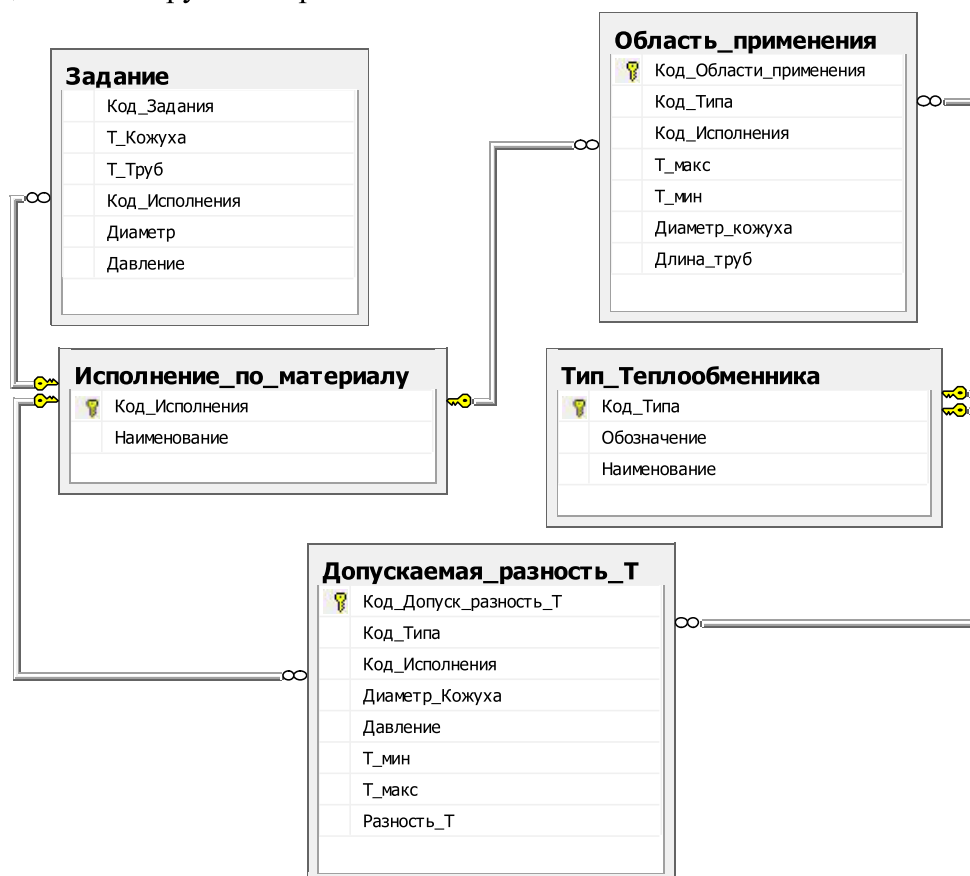 Задание
Код_Задания
Т_Кожуха
Т_Труб
Код_Исполнения
Диаметр
Давление
Область_применения
Код_Области_применения
Код_Типа
Код_Исполнения
Т_макс
Т_мин
Диаметр_кожуха
Длина_труб
Исполнение_по_материалу
Код_Исполнения
Наименование
Тип_Теплообменника
Код_Типа
Обозначение
Наименование
Допускаемая_разность_Т
Код_Допуск_разность_Т
Код_Типа
Код_Исполнения
Диаметр_Кожуха
Давление
Т_мин
Т_макс
Разность_Т